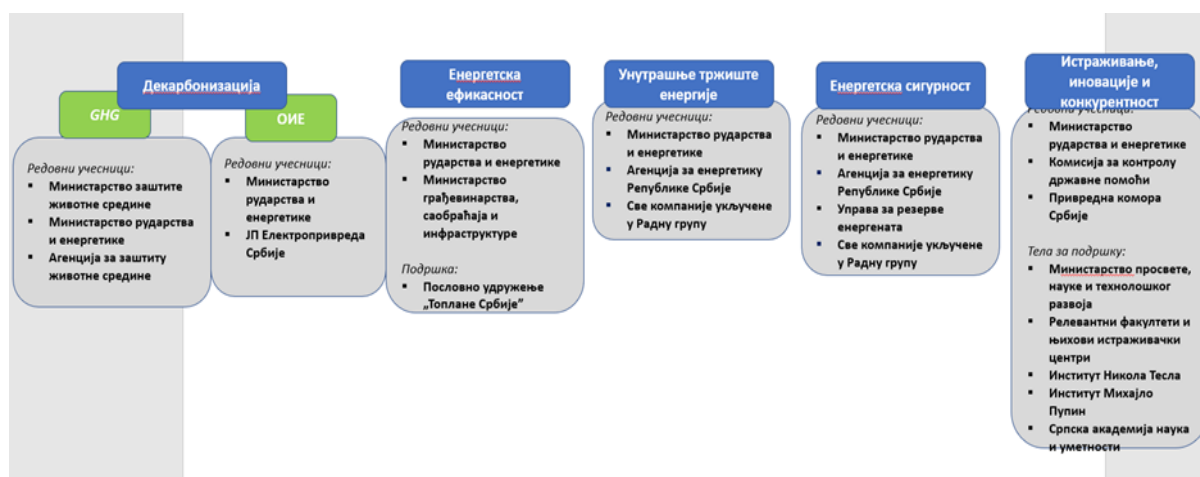 Декарбонизација
GHG
Редовни учесници:
▪ Министарство заштите
животне средине
▪ Министарство рударства
и енергетике
▪ Агенција за заштиту
животне средине
ОИЕ
Редовни учесници:
▪ Министарство
рударства и
енергетике
▪ ЈП Електропривреда
Србије
Енергетска
ефикасност
Редовни учесници:
▪ Министарство
рударства и енергетике
▪ Министарство
грађевинарства,
саобраћаја и
инфраструктуре
Подршка:
▪ Пословно удружење
„Топлане Србије”
Унутрашње тржиште
енергије
Редовни учесници:
▪ Министарство рударства
и енергетике
▪ Агенција за енергетику
Републике Србије
▪ Све компаније укључене
у Радну групу
Енергетска сигурност
Редовни учесници:
▪ Министарство рударства
и енергетике
▪ Агенција за енергетику
Републике Србије
▪ Управа за резерве
енергената
▪ Све компаније укључене
у Радну групу
Истраживање,
иновације и
конкурентност
Редовни учесници:
▪ Министарство
рударства и енергетике
▪ Комисија за контролу
државне помоћи
▪ Привредна комора
Србије
Тела за подршку:
▪ Министарство просвете,
науке и технолошког
развоја
▪ Релевантни факултети и
њихови истраживачки
центри
▪ Институт Никола Тесла
▪ Институт Михајло
Пупин
▪ Српска академија наука
и уметности